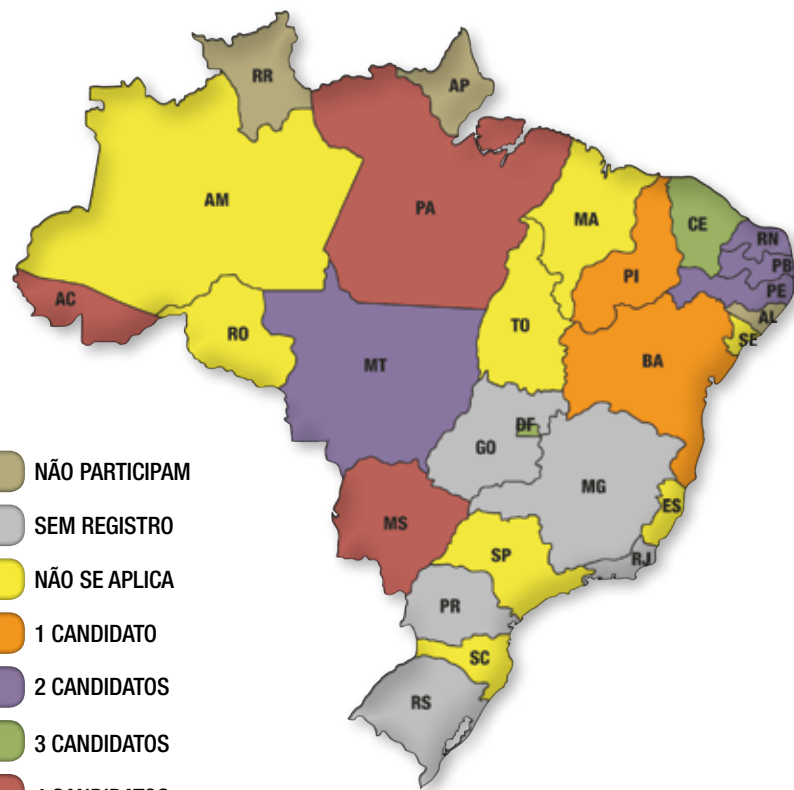 RR
AP
AM
PA
MA
CE
RN
PB
PE
AL
SE
PI
AC
RO
TO
BA
MT
DF
GO
MG
ES
MS
SP
RJ
PR
SC
RS
NÃO PARTICIPAM
SEM REGISTRO
NÃO SE APLICA
1 CANDIDATO
2 CANDIDATOS
3 CANDIDATOS